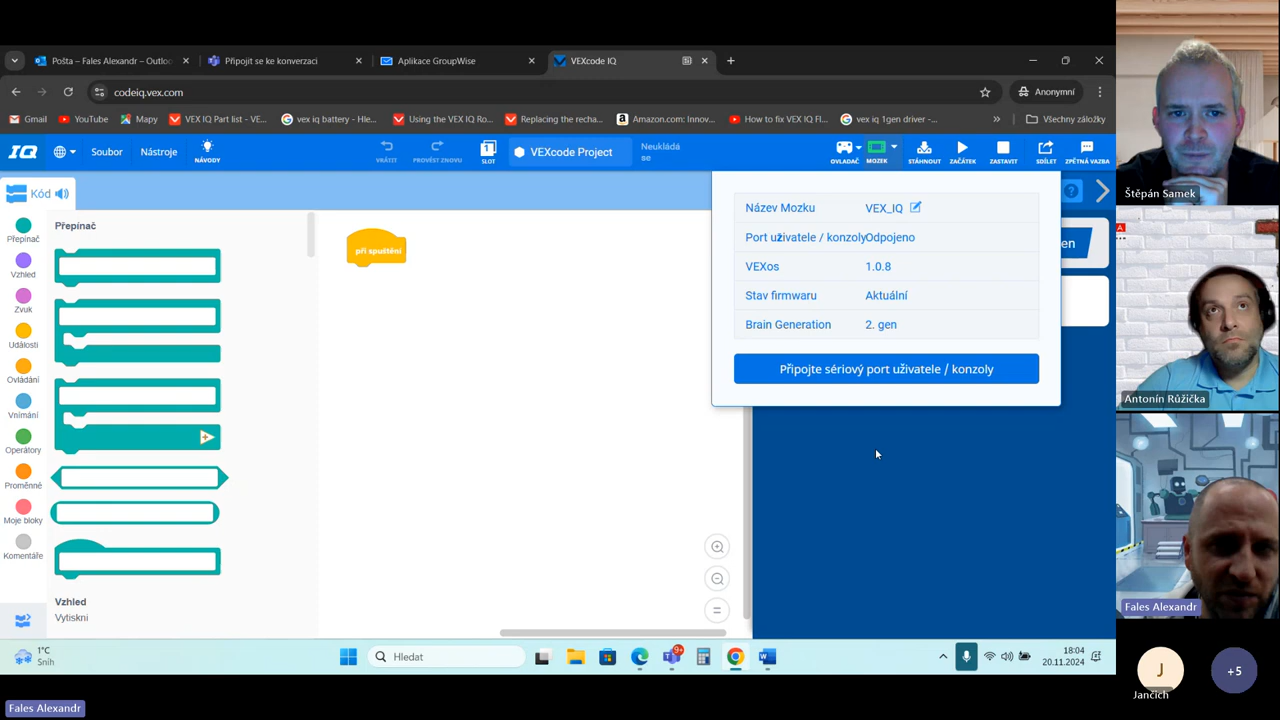 Pošta – Fales Alexandr – Outlo
Připojit se ke konverzaci
Aplikace GroupWise
VEXcode IQ
codeiq.vex.com
Anonymní
Gmail
YouTube
Mapy
VEX IQ Part list - VE...
vex iq battery - Hle...
Using the VEX IQ Ro...
Replacing the recha...
Amazon.com: Innov...
How to fix VEX IQ Fl...
vex iq 1gen driver -...
Všechny záložky
IQ
Soubor
Nástroje
NÁVODY
VRÁTIT
PROVÉST ZNOVU
1
SLOT
VEXcode Project
Neukládá
se
OVLADAČ
MOZEK
STÁHNOUT
ZAČÁTEK
ZASTAVIT
SDÍLET
ZPĚTNÁ VAZBA
Kód
Přepínač
Vzhled
Zvuk
Události
Ovládání
Vnímání
Operátory
Proměnné
Moje bloky
Komentáře
Přepínač
Vzhled
Vytiskni
při spuštění
Název Mozku VEX_IQ
Port uživatele / konzoly Odpojeno
VEXos 1.0.8
Stav firmwaru Aktuální
Brain Generation 2. gen
Připojte sériový port uživatele / konzoly
en
Štěpán Samek
Antonín Růžička
Fales Alexandr
J
Jančich
+5
1°C
Sníh
Hledat
9+
18:04
20.11.2024
Fales Alexandr